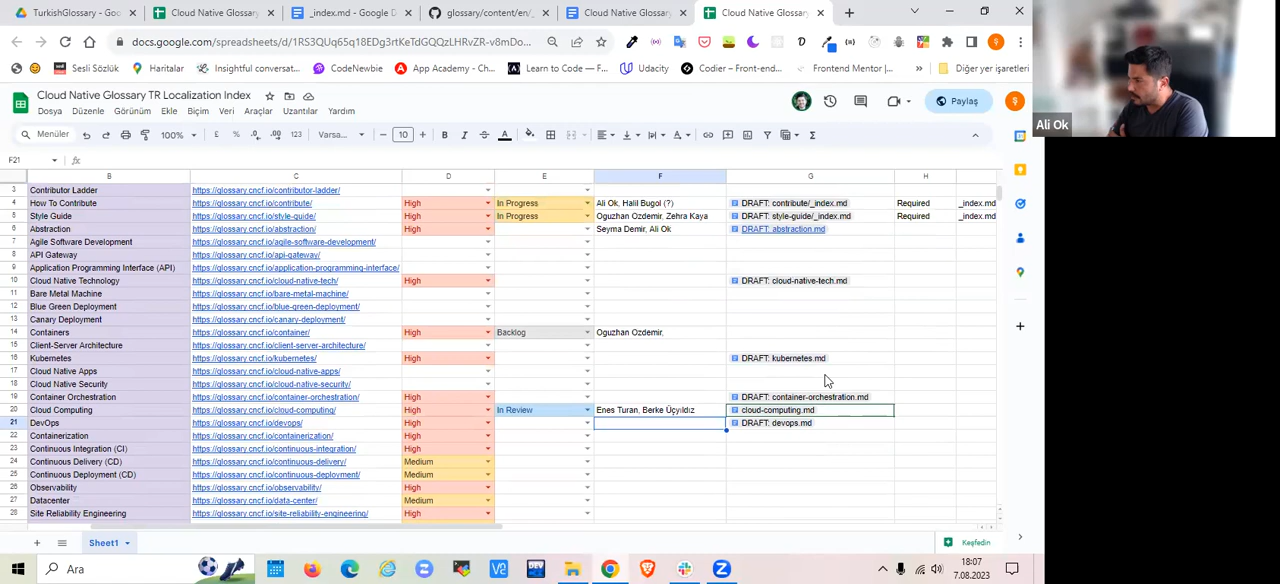 TurkishGlossary - Goo
Cloud Native Glossary
_index.md - Google D
glossary/content/en/_
Cloud Native Glossary
Cloud Native Glossary
docs.google.com/spreadsheets/d/1RS3QUq65q18EDg3rtKeTdGQQzLHRvZR-v8mDo...
Sesli Sözlük
Haritalar
Insightful conversat...
CodeNewbie
App Academy - Ch...
Learn to Code — F...
Udacity
Codier – Front-end...
Frontend Mentor |...
»
Diğer yer işaretleri
Cloud Native Glossary TR Localization Index
Dosya Düzenle Görünüm Ekle Biçim Veri Araçlar Uzantılar Yardım
Paylaş
Ali Ok
Menüler 100% £ % .0 .00 123 Varsa... 10 B I A
F21 fx
B C D E F G H
3 Contributor Ladder https://glossary.cncf.io/contributor-ladder/
4 How To Contribute https://glossary.cncf.io/contribute/ High In Progress Ali Ok, Halil Bugol (?) DRAFT: contribute/_index.md Required _index.md
5 Style Guide https://glossary.cncf.io/style-guide/ High In Progress Oguzhan Ozdemir, Zehra Kaya DRAFT: style-guide/_index.md Required _index.md
6 Abstraction https://glossary.cncf.io/abstraction/ High Seyma Demir, Ali Ok DRAFT: abstraction.md
7 Agile Software Development https://glossary.cncf.io/agile-software-development/
8 API Gateway https://glossary.cncf.io/api-gateway/
9 Application Programming Interface (API) https://glossary.cncf.io/application-programming-interface/
10 Cloud Native Technology https://glossary.cncf.io/cloud-native-tech/ High DRAFT: cloud-native-tech.md
11 Bare Metal Machine https://glossary.cncf.io/bare-metal-machine/
12 Blue Green Deployment https://glossary.cncf.io/blue-green-deployment/
13 Canary Deployment https://glossary.cncf.io/canary-deployment/
14 Containers https://glossary.cncf.io/container/ High Backlog Oguzhan Ozdemir,
15 Client-Server Architecture https://glossary.cncf.io/client-server-architecture/
16 Kubernetes https://glossary.cncf.io/kubernetes/ High DRAFT: kubernetes.md
17 Cloud Native Apps https://glossary.cncf.io/cloud-native-apps/
18 Cloud Native Security https://glossary.cncf.io/cloud-native-security/
19 Container Orchestration https://glossary.cncf.io/container-orchestration/ High DRAFT: container-orchestration.md
20 Cloud Computing https://glossary.cncf.io/cloud-computing/ High In Review Enes Turan, Berke Üçyıldız cloud-computing.md
21 DevOps https://glossary.cncf.io/devops/ High DRAFT: devops.md
22 Containerization https://glossary.cncf.io/containerization/ High
23 Continuous Integration (CI) https://glossary.cncf.io/continuous-integration/ High
24 Continuous Delivery (CD) https://glossary.cncf.io/continuous-delivery/ Medium
25 Continuous Deployment (CD) https://glossary.cncf.io/continuous-deployment/ Medium
26 Observability https://glossary.cncf.io/observability/ High
27 Datacenter https://glossary.cncf.io/data-center/ Medium
28 Site Reliability Engineering https://glossary.cncf.io/site-reliability-engineering/ High
Sheet1
Keşfedin
Ara
18:07
7.08.2023